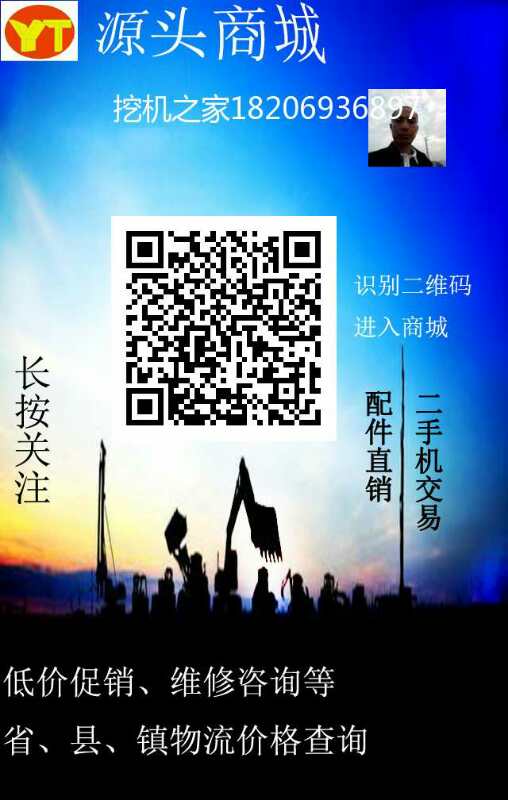 YT
源头商城
挖机之家18206936897
识别二维码
进入商城
长按关注
配件直销
二手机交易
低价促销、维修咨询等
省、县、镇物流价格查询